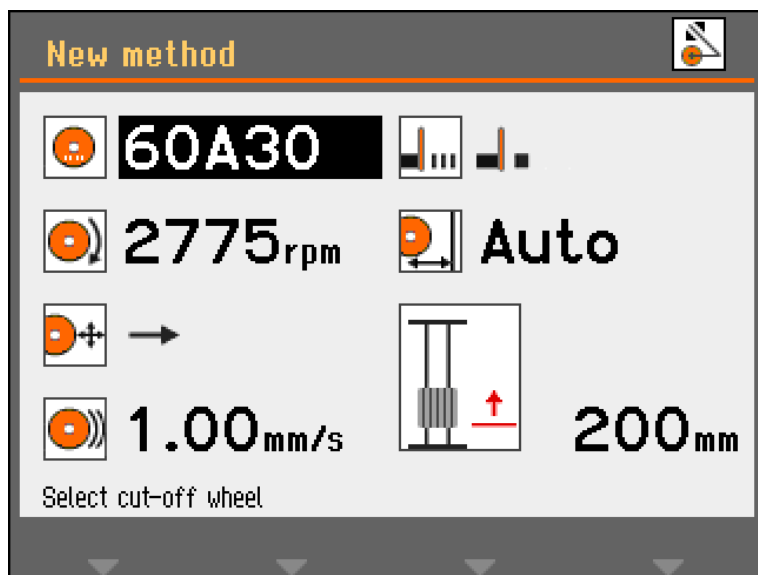 New method
60A30
2775rpm
Auto
1.00mm/s
200mm
Select cut-off wheel